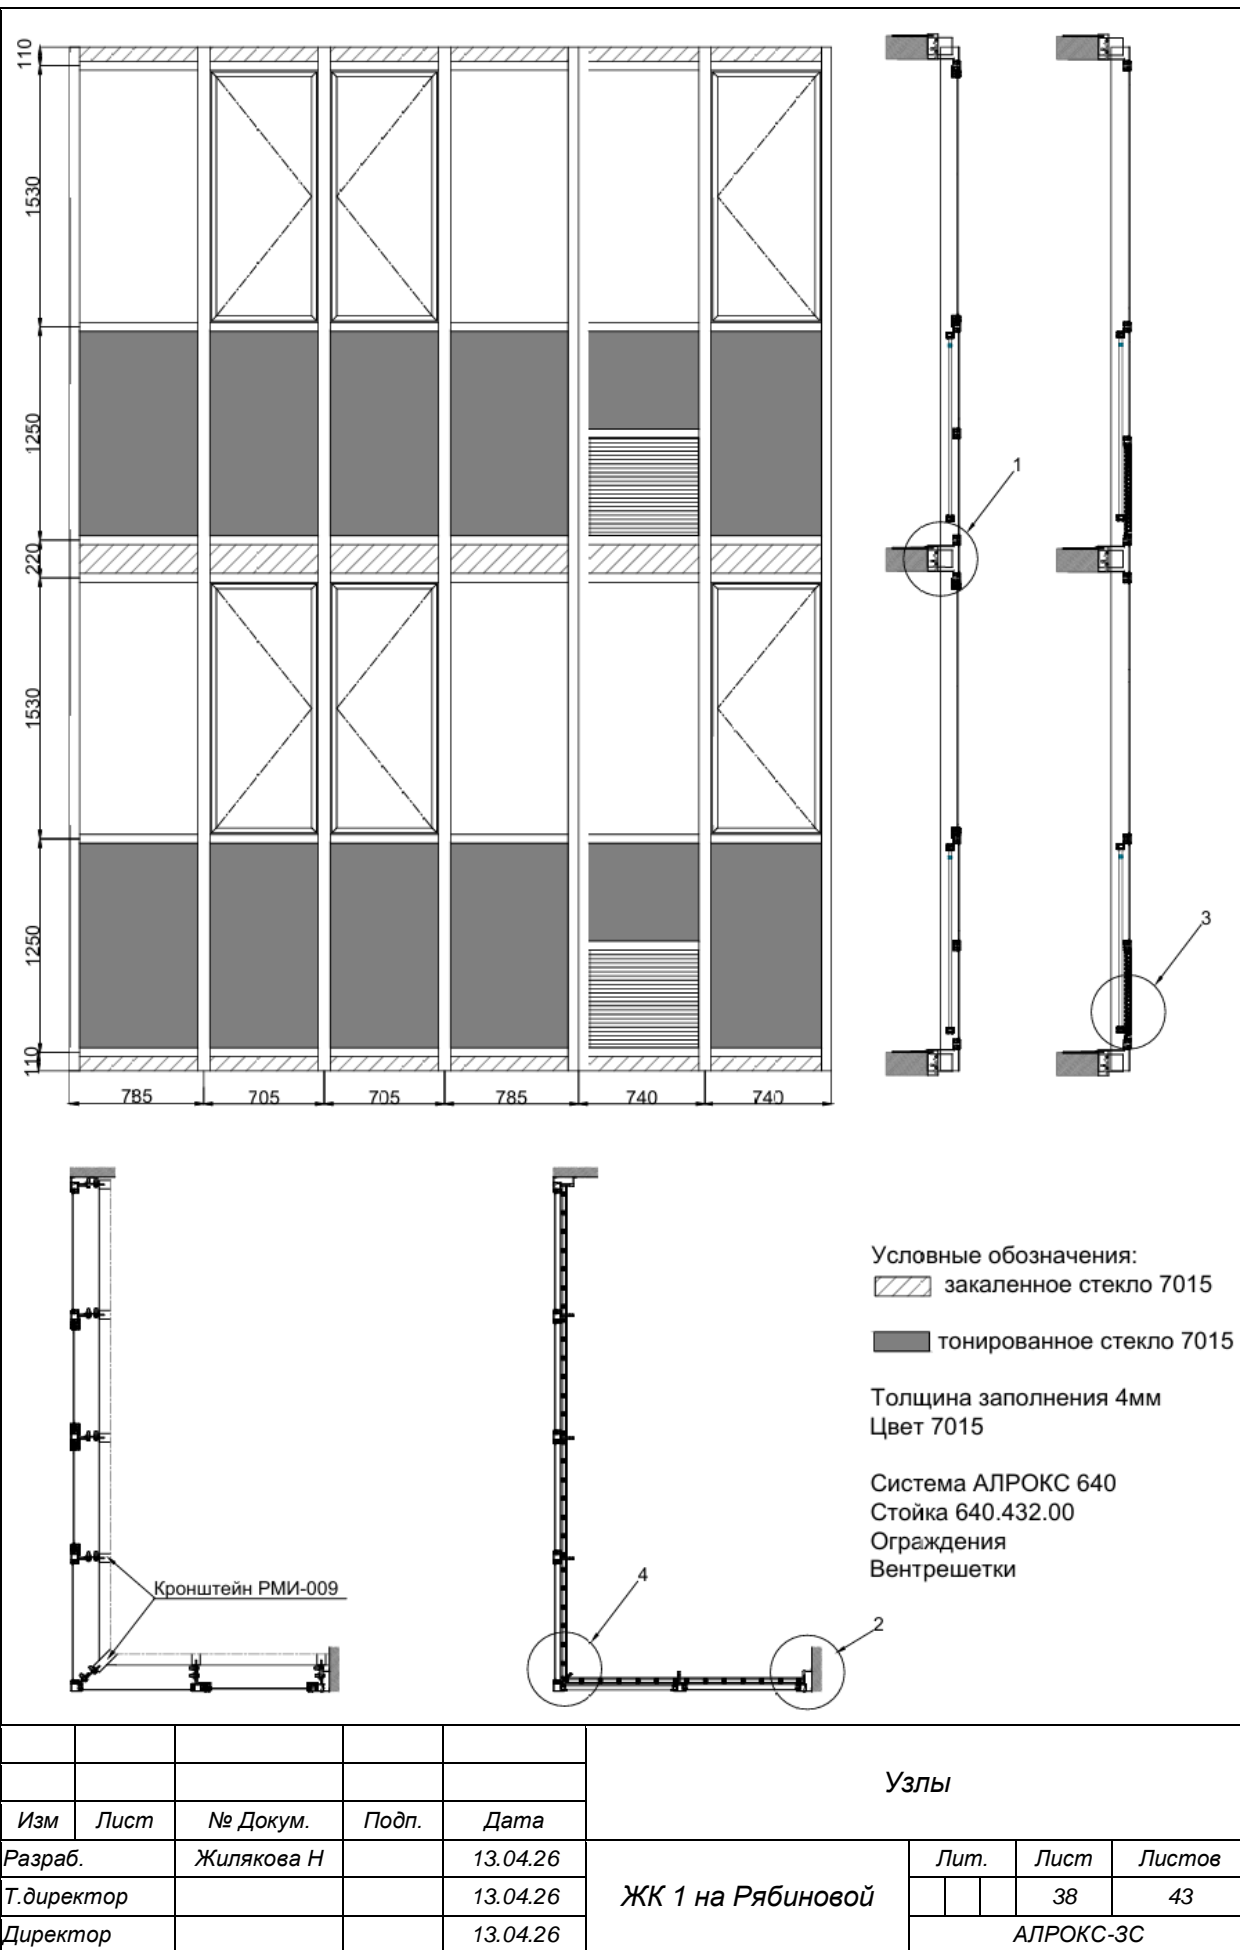 110
1530
1250
220
1530
1250
110
785
705
705
785
740
740
1
3
Кронштейн РМИ-009
4
2
Условные обозначения:
закаленное стекло 7015
тонированное стекло 7015
Толщина заполнения 4мм
Цвет 7015
Система АЛРОКС 640
Стойка 640.432.00
Ограждения
Вентрешетки
Узлы
Изм Лист № Докум. Подп. Дата
Разраб. Жилякова Н 13.04.26
Т.директор 13.04.26
Директор 13.04.26
ЖК 1 на Рябиновой
Лит. Лист Листов
38 43
АЛРОКС-ЗС